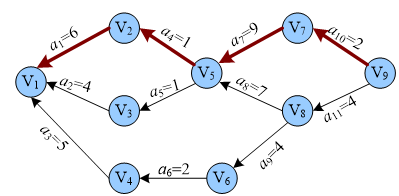 V2
V7
a1=6
a4=1
a7=9
a10=2
V1
a2=4
a5=1
V5
a8=7
V9
V3
V8
a11=4
a3=5
a6=2
a9=4
V4
V6